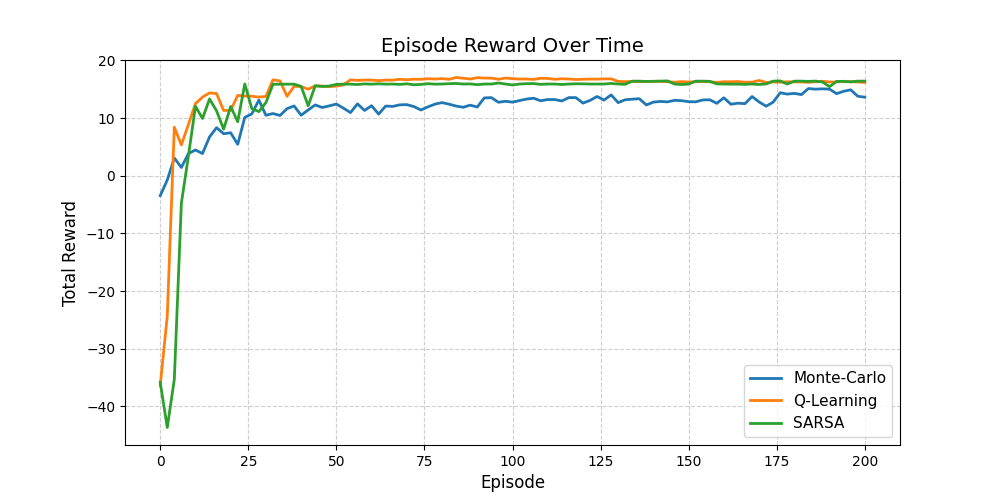 Episode Reward Over Time
Total Reward
20
10
0
−10
−20
−30
−40
Monte-Carlo
Q-Learning
SARSA
0 25 50 75 100 125 150 175 200
Episode